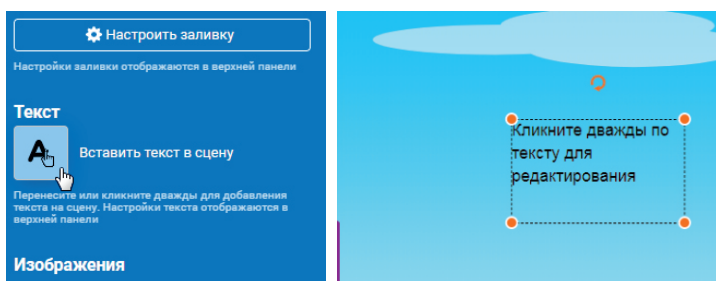 Настроить заливку
Настройки заливки отображаются в верхней панели
Текст
A
Вставить текст в сцену
Перенесите или кликните дважды для добавления
текста на сцену. Настройки текста отображаются в
верхней панели
Изображения
Кликните дважды по
тексту для
редактирования